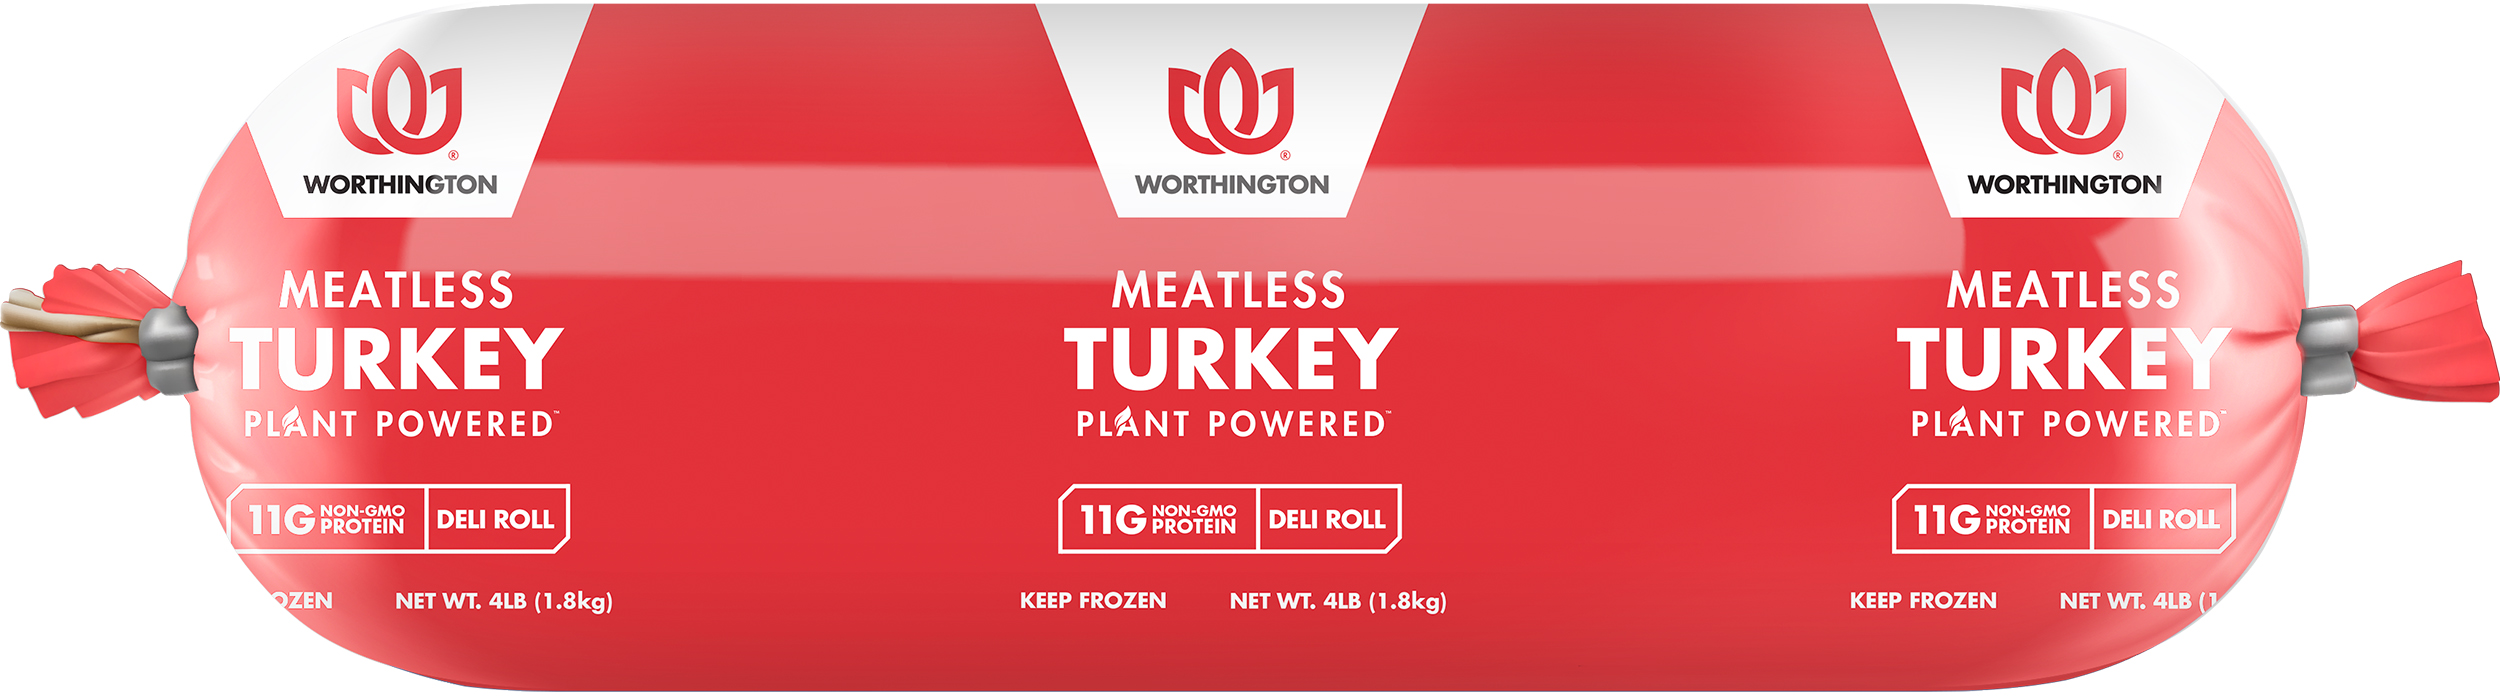 ®
WORTHINGTON
MEATLESS
TURKEY
PLANT POWERED™
11G NON-GMO PROTEIN DELI ROLL
OZEN NET WT. 4LB (1.8kg)
®
WORTHINGTON
MEATLESS
TURKEY
PLANT POWERED™
11G NON-GMO PROTEIN DELI ROLL
KEEP FROZEN NET WT. 4LB (1.8kg)
®
WORTHINGTON
MEATLESS
TURKEY
PLANT POWERED™
11G NON-GMO PROTEIN DELI ROLL
KEEP FROZEN NET WT. 4LB (1